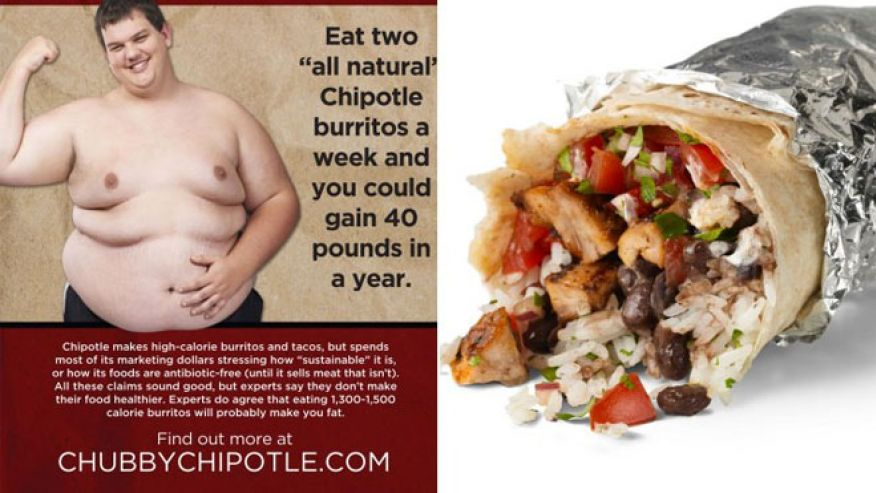 Eat two
“all natural”
Chipotle
burritos a
week and
you could
gain 40
pounds in
a year.
Chipotle makes high-calorie burritos and tacos, but spends
most of its marketing dollars stressing how “sustainable” it is,
or how its foods are antibiotic-free (until it sells meat that isn’t).
All these claims sound good, but experts say they don’t make
their food healthier. Experts do agree that eating 1,300-1,500
calorie burritos will probably make you fat.
Find out more at
CHUBBYCHIPOTLE.COM